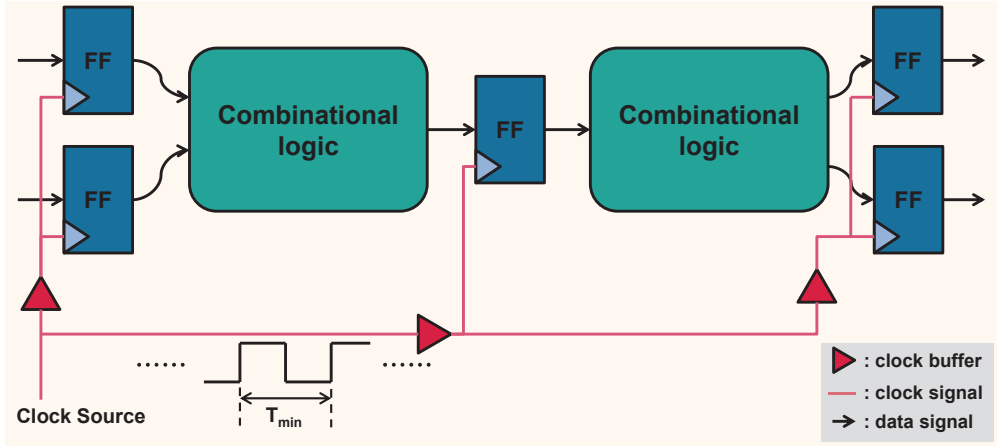 FF
FF
Combinational
logic
FF
Combinational
logic
FF
FF
......
......
T_min
Clock Source
: clock buffer
: clock signal
: data signal